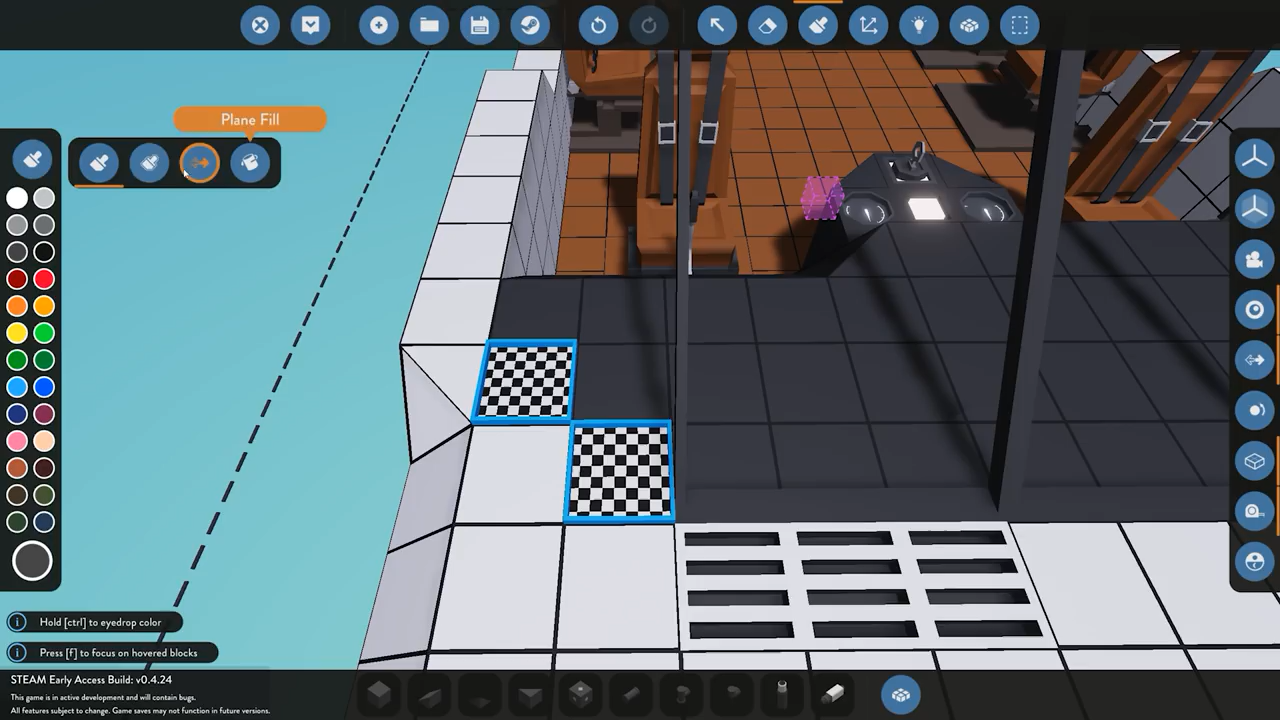 Plane Fill
Hold [ctrl] to eyedrop color
Press [f] to focus on hovered blocks
STEAM Early Access Build: v0.4.24
This game is in active development and will contain bugs.
All features subject to change. Game saves may not function in future versions.